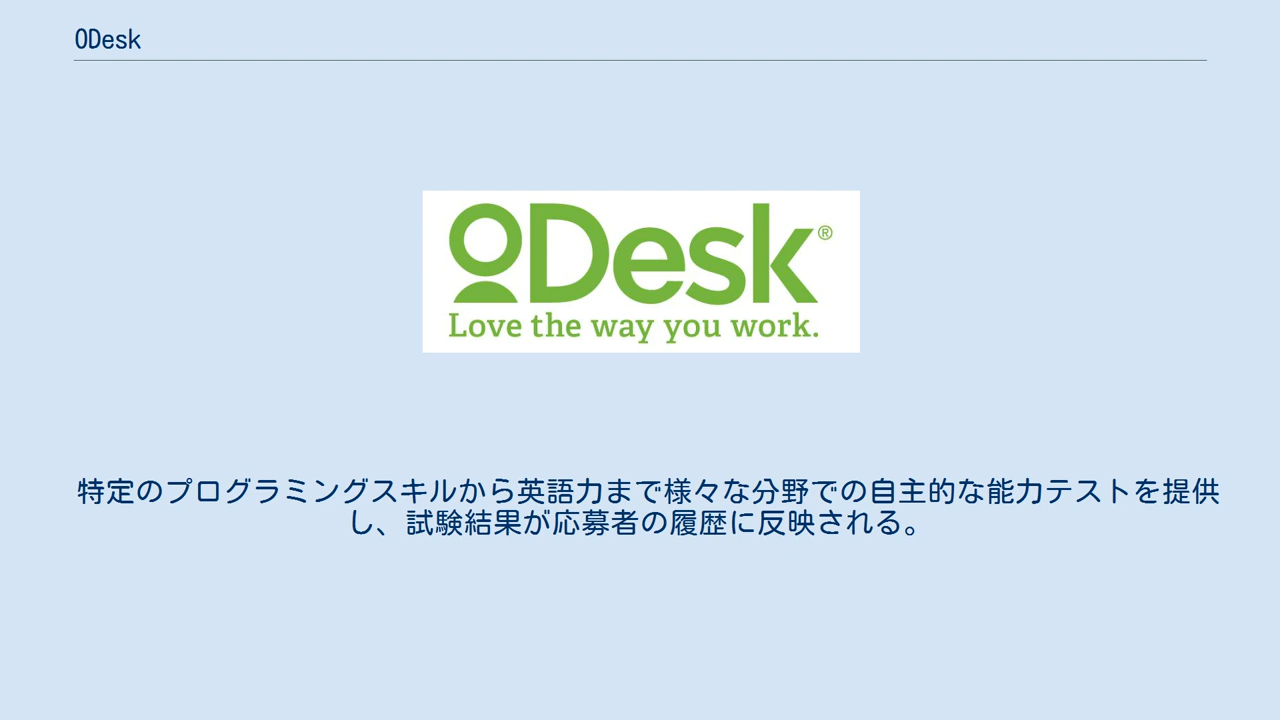 ODesk
oDesk®
Love the way you work.
特定のプログラミングスキルから英語力まで様々な分野での自主的な能力テストを提供
し、試験結果が応募者の履歴に反映される。